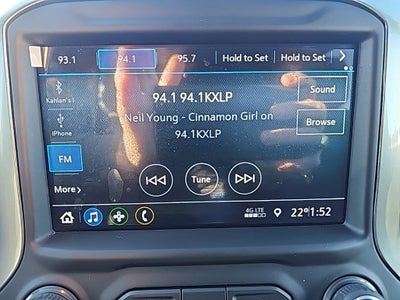 93.1 94.1 95.7 Hold to Set Hold to Set
Kahlan's i
94.1 94.1KXLP
Sound
Neil Young - Cinnamon Girl on
94.1KXLP
iPhone
Browse
FM
Tune
More
4G LTE
22° 1:52